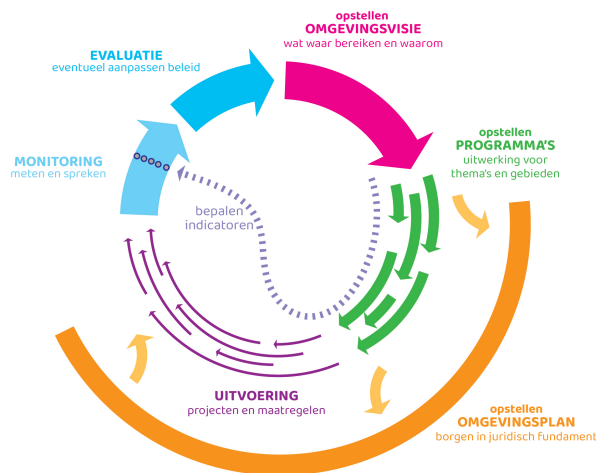 opstellen
OMGEVINGSVISIE
wat waar bereiken en waarom
EVALUATIE
eventueel aanpassen beleid
opstellen
PROGRAMMA'S
uitwerking voor
thema's en gebieden
MONITORING
meten en spreken
bepalen
indicatoren
UITVOERING
projecten en maatregelen
opstellen
OMGEVINGSPLAN
borgen in juridisch fundament